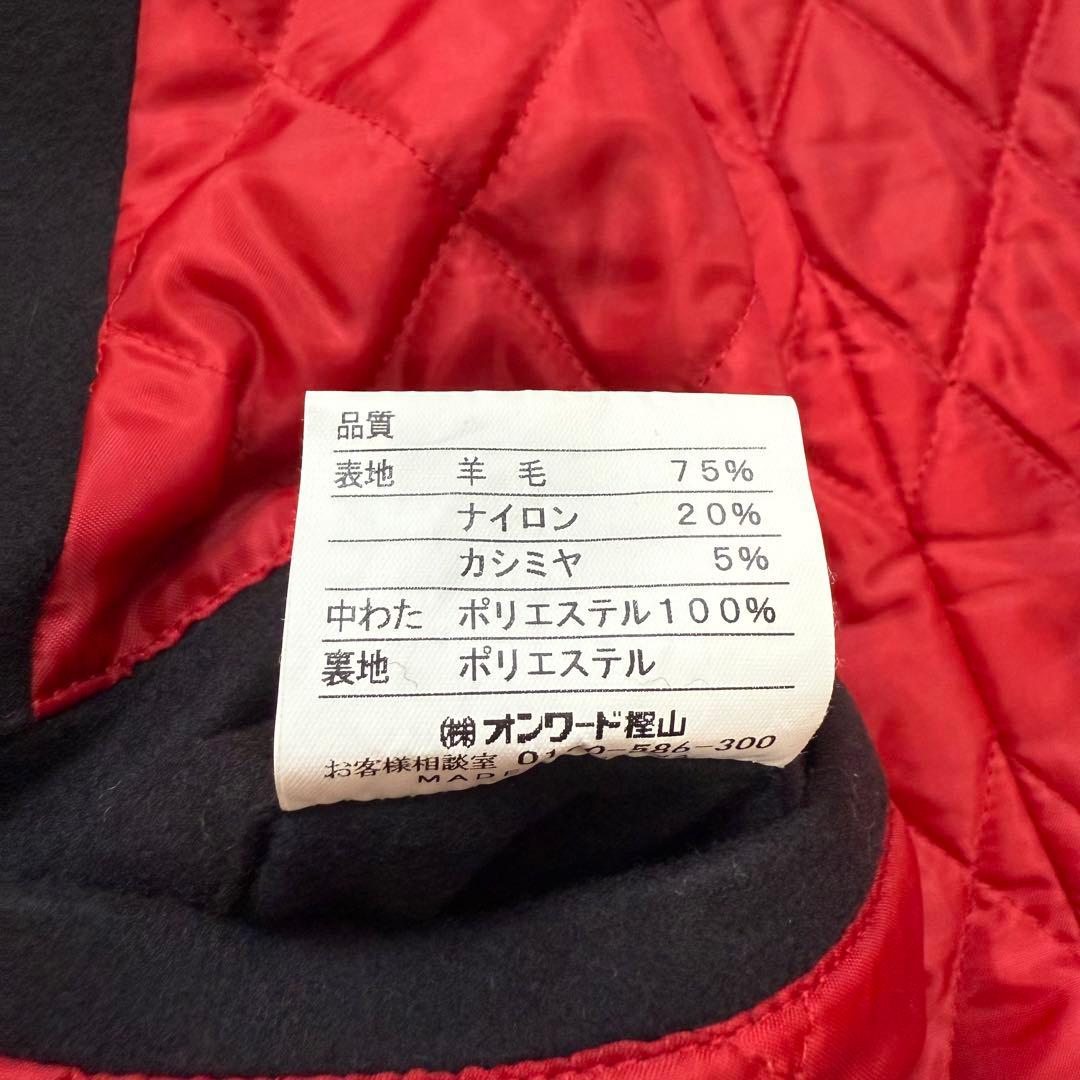 品質
表地 羊 毛 75%
ナイロン 20%
カシミヤ 5%
中わた ポリエステル100%
裏地 ポリエステル
㈱オンワード樫山
お客様相談室
MADE